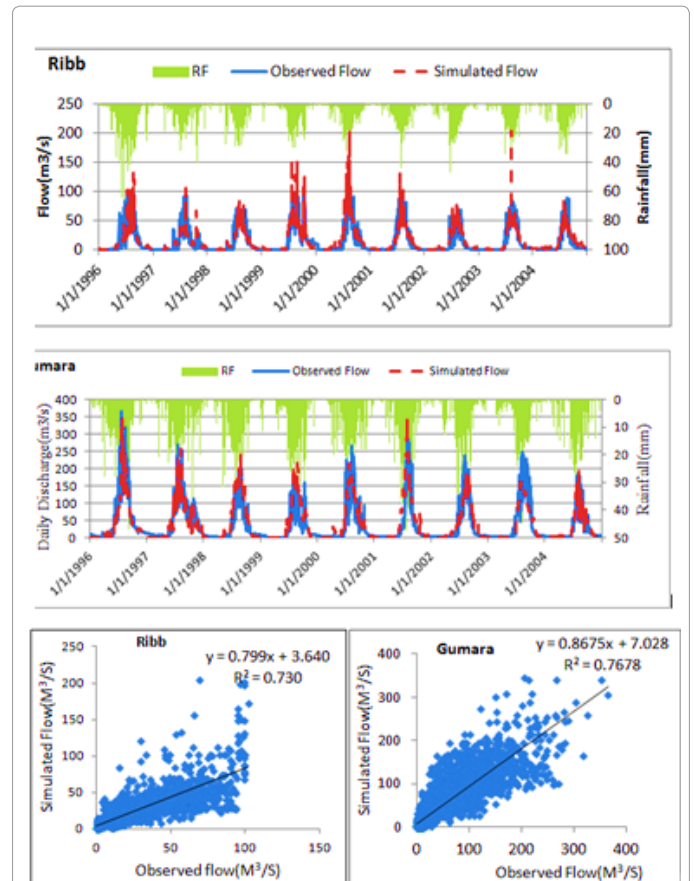 Ribb
RF Observed Flow Simulated Flow
Flow(m3/s)
250
200
150
100
50
0
0
20
40
60
80
100
Rainfall(mm)
1/1/1996
1/1/1997
1/1/1998
1/1/1999
1/1/2000
1/1/2001
1/1/2002
1/1/2003
1/1/2004
umara
RF Observed Flow Simulated Flow
Daily Discharge(m3/s)
400
350
300
250
200
150
100
50
0
0
10
20
30
40
50
Rainfall(mm)
1/1/1996
1/1/1997
1/1/1998
1/1/1999
1/1/2000
1/1/2001
1/1/2002
1/1/2003
1/1/2004
Ribb
y = 0.799x + 3.640
R² = 0.730
Simulated Flow(M³/S)
250
200
150
100
50
0
0 50 100 150
Observed flow(M³/S)
Gumara
y = 0.8675x + 7.028
R² = 0.7678
Simulated Flow(M³/S)
400
300
200
100
0
0 100 200 300 400
Observed Flow(M³/S)